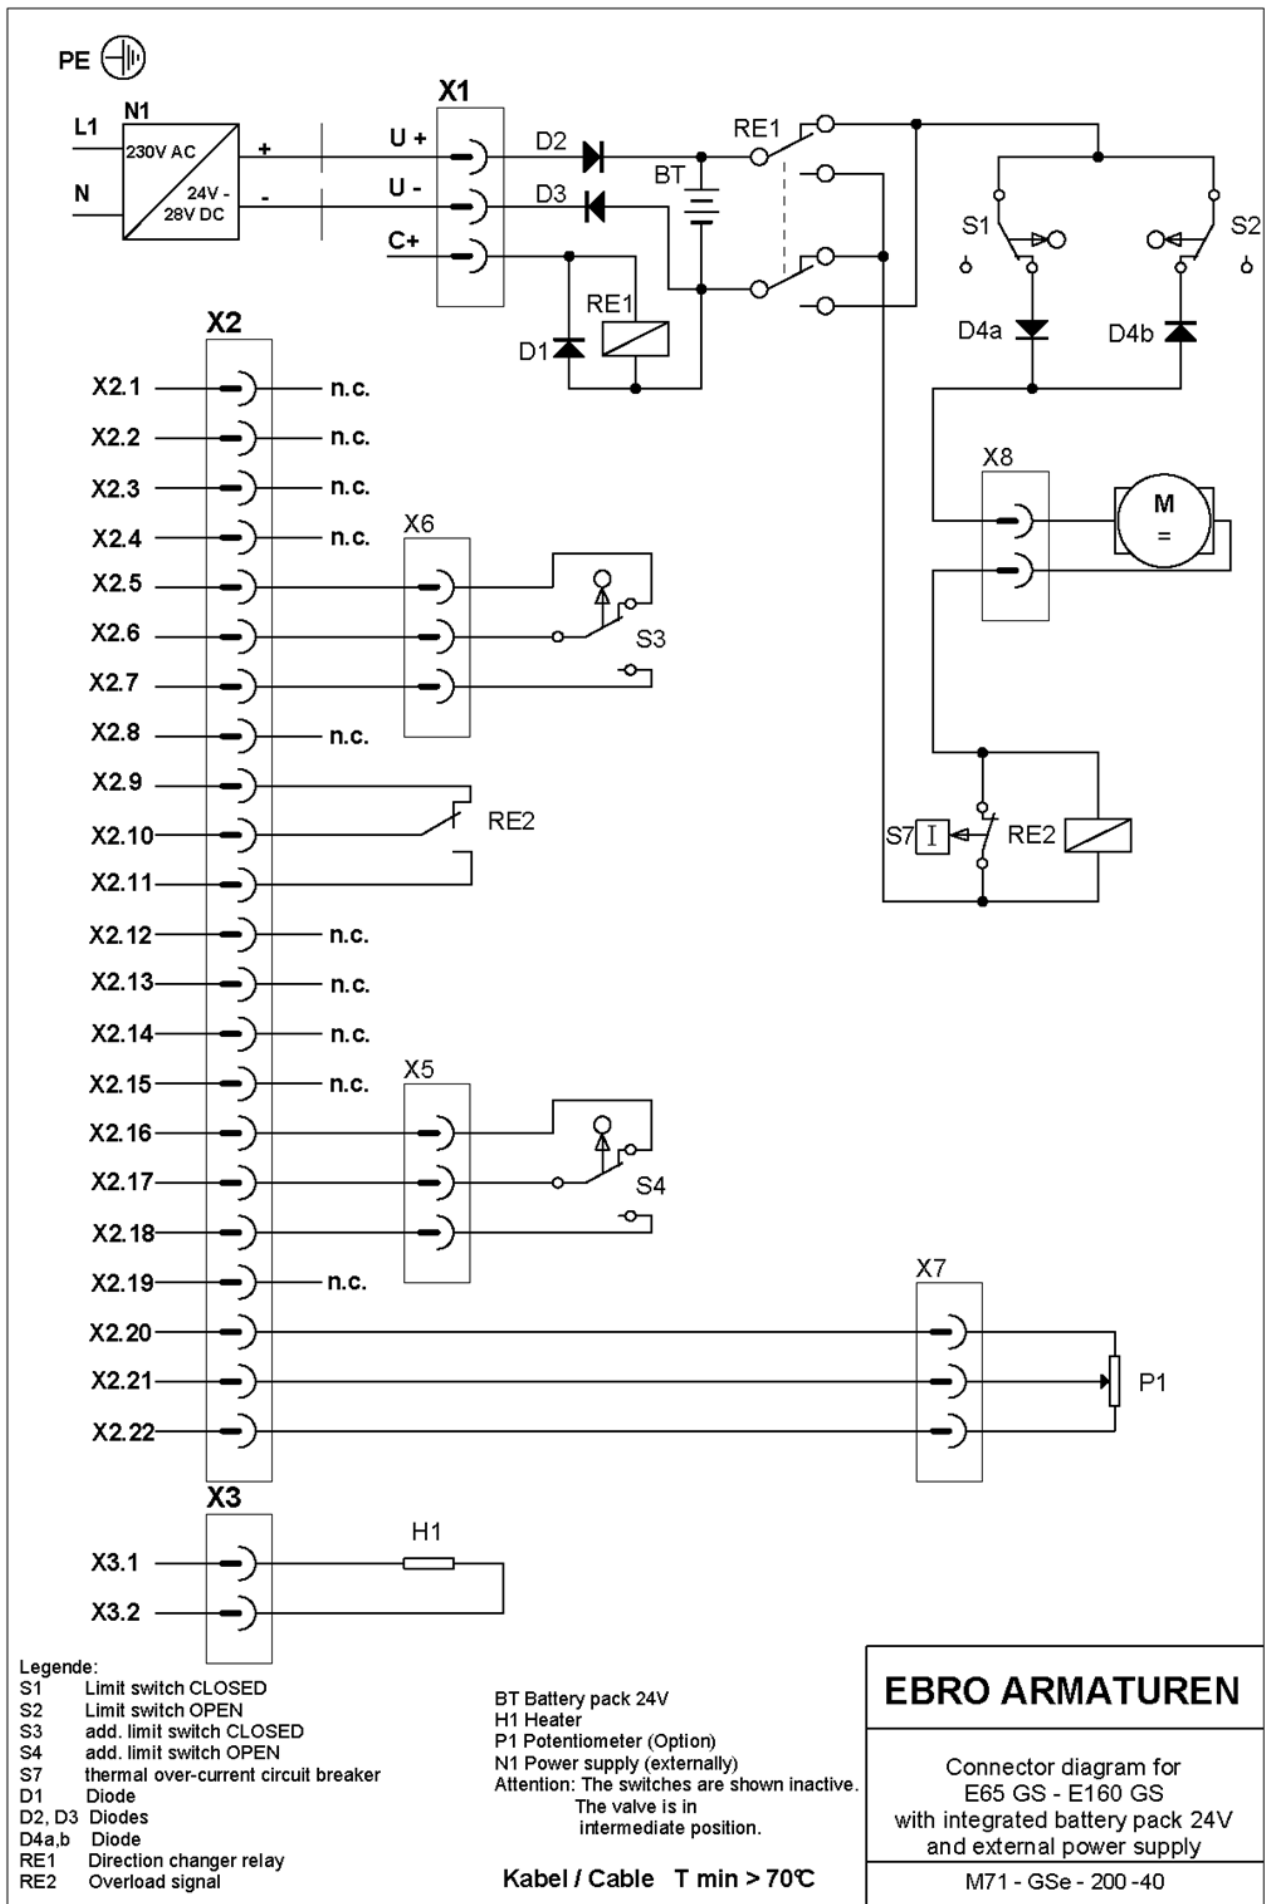 PE
N1
X1
L1
230V AC
+
U +
D2
RE1
N
24V -
28V DC
-
U -
D3
BT
C+
S1
S2
RE1
D1
D4a
D4b
X2
X2.1
n.c.
X2.2
n.c.
X2.3
n.c.
X8
X2.4
n.c.
X6
M
=
X2.5
X2.6
S3
X2.7
X2.8
n.c.
X2.9
X2.10
RE2
S7
I
RE2
X2.11
X2.12
n.c.
X2.13
n.c.
X2.14
n.c.
X2.15
n.c.
X5
X2.16
X2.17
S4
X2.18
X2.19
n.c.
X7
X2.20
X2.21
P1
X2.22
X3
H1
X3.1
X3.2
Legende:
S1 Limit switch CLOSED
S2 Limit switch OPEN
S3 add. limit switch CLOSED
S4 add. limit switch OPEN
S7 thermal over-current circuit breaker
D1 Diode
D2, D3 Diodes
D4a,b Diode
RE1 Direction changer relay
RE2 Overload signal
BT Battery pack 24V
H1 Heater
P1 Potentiometer (Option)
N1 Power supply (externally)
Attention: The switches are shown inactive.
The valve is in
intermediate position.
Kabel / Cable T min > 70°C
EBRO ARMATUREN
Connector diagram for
E65 GS - E160 GS
with integrated battery pack 24V
and external power supply
M71 - GSe - 200 -40